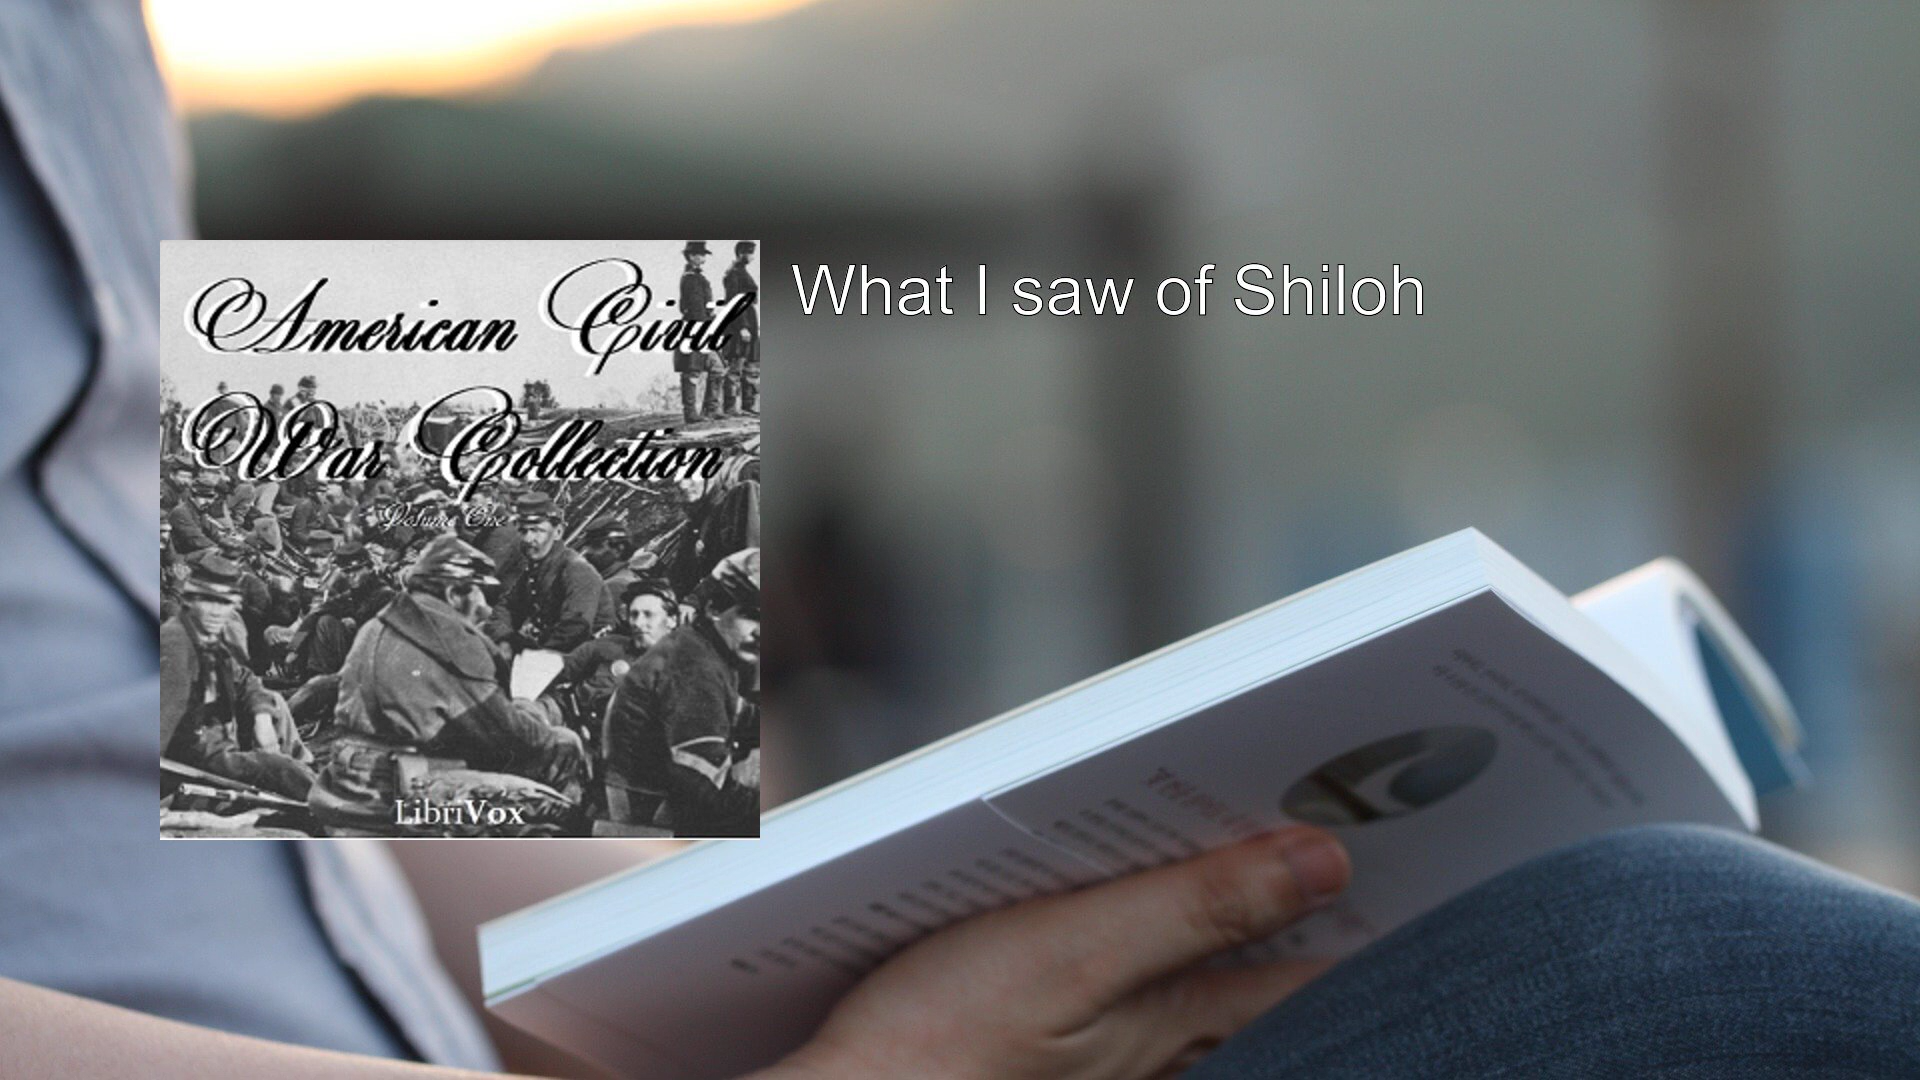 American Civil
War Collection
Volume One
LibriVox
What I saw of Shiloh